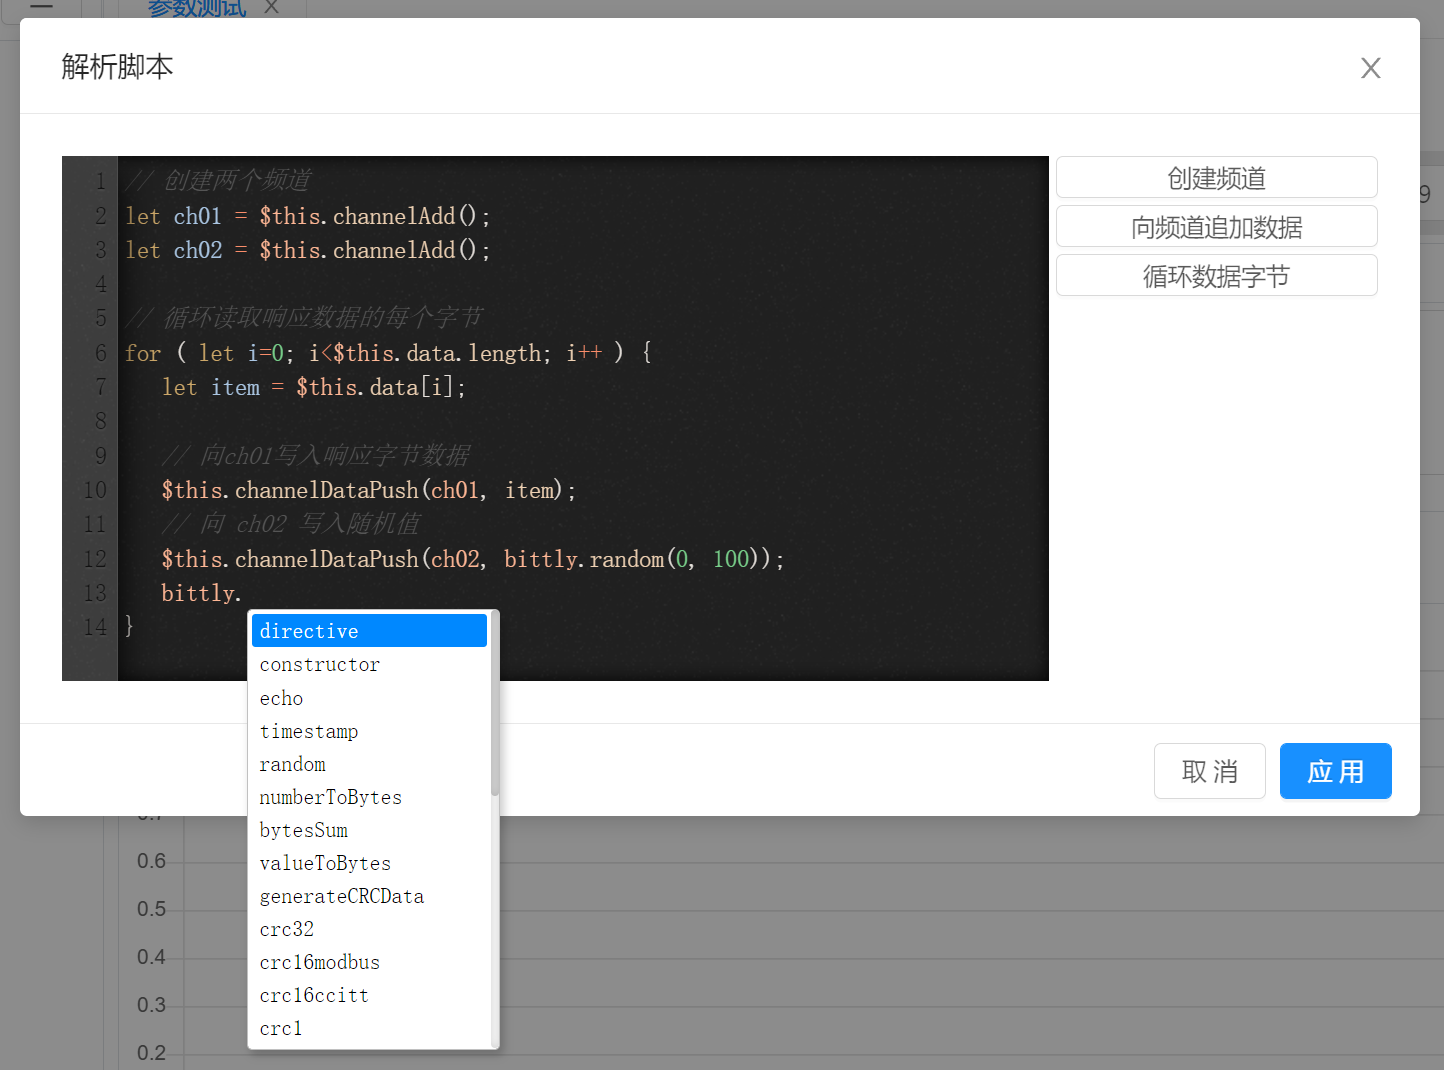 参数测试
解析脚本
1 // 创建两个频道
2 let ch01 = $this.channelAdd();
3 let ch02 = $this.channelAdd();
4
5 // 循环读取响应数据的每个字节
6 for ( let i=0; i<$this.data.length; i++ ) {
7 let item = $this.data[i];
8
9 // 向ch01写入响应字节数据
10 $this.channelDataPush(ch01, item);
11 // 向 ch02 写入随机值
12 $this.channelDataPush(ch02, bittly.random(0, 100));
13 bittly.
14 }
directive
constructor
echo
timestamp
random
numberToBytes
bytesSum
valueToBytes
generateCRCData
crc32
crc16modbus
crc16ccitt
crc1
创建频道
向频道追加数据
循环数据字节
9
取 消
应 用
0.7
0.6
0.5
0.4
0.3
0.2